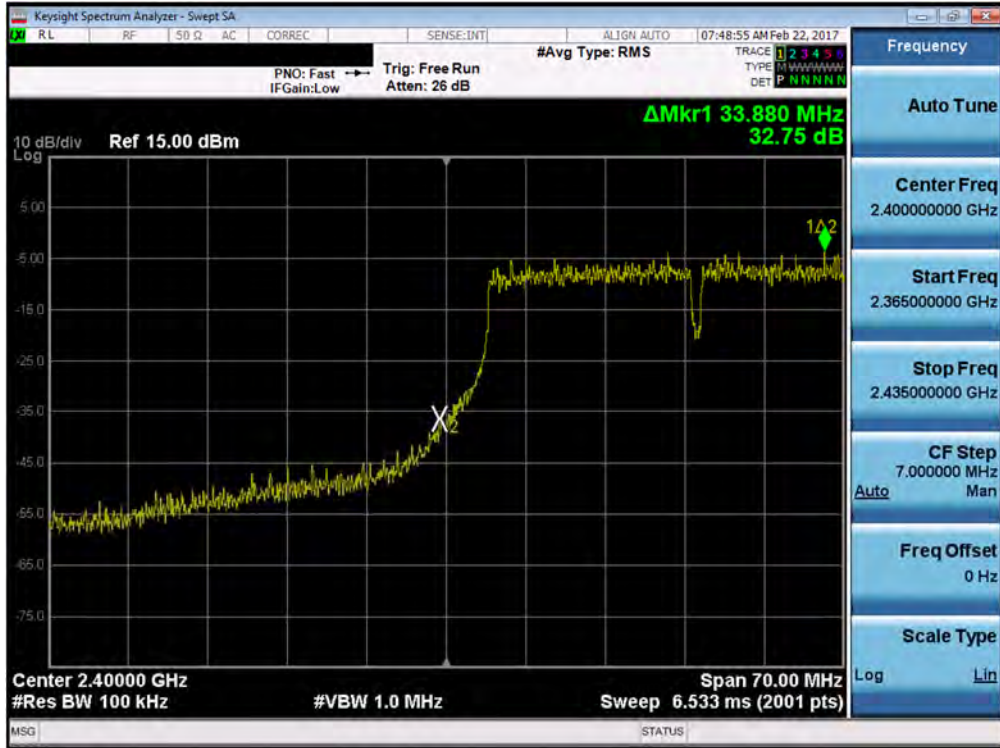 Keysight Spectrum Analyzer - Swept SA
LXI RL RF 50 Ω AC CORREC SENSE:INT ALIGN AUTO 07:48:55 AM Feb 22, 2017
#Avg Type: RMS
TRACE 1 2 3 4 5 6
TYPE M WWWWW
DET P N N N N N
PNO: Fast
IFGain:Low
Trig: Free Run
Atten: 26 dB
ΔMkr1 33.880 MHz
32.75 dB
10 dB/div
Log
Ref 15.00 dBm
5.00
-5.00
-15.0
-25.0
-35.0
-45.0
-55.0
-65.0
-75.0
1Δ2
2
Center 2.40000 GHz
#Res BW 100 kHz
#VBW 1.0 MHz
Span 70.00 MHz
Sweep 6.533 ms (2001 pts)
MSG
STATUS
Frequency
Auto Tune
Center Freq
2.400000000 GHz
Start Freq
2.365000000 GHz
Stop Freq
2.435000000 GHz
CF Step
7.000000 MHz
Auto Man
Freq Offset
0 Hz
Scale Type
Log Lin